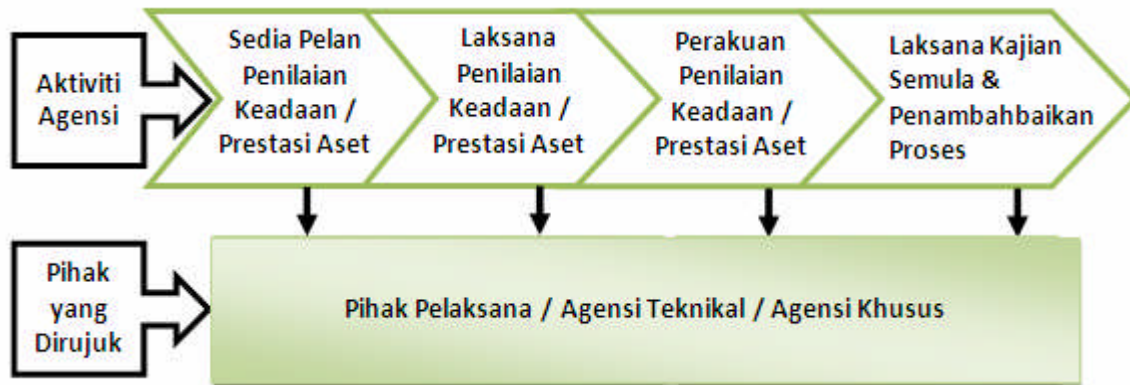 Aktiviti
Agensi
Sedia Pelan
Penilaian
Keadaan /
Prestasi Aset
Laksana
Penilaian
Keadaan /
Prestasi Aset
Perakuan
Penilaian
Keadaan /
Prestasi Aset
Laksana Kajian
Semula &
Penambahbaikan
Proses
Pihak
yang
Dirujuk
Pihak Pelaksana / Agensi Teknikal / Agensi Khusus